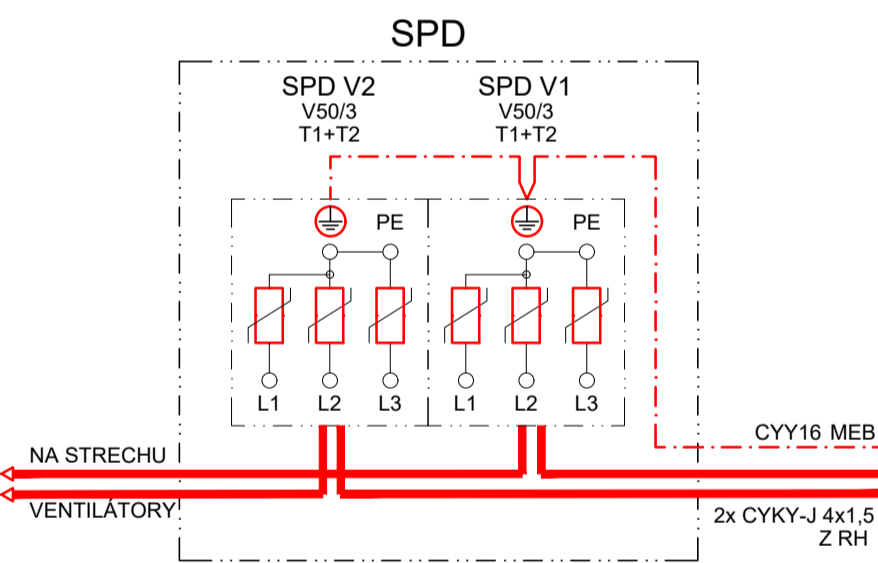 SPD
SPD V2
V50/3
T1+T2
SPD V1
V50/3
T1+T2
PE
PE
L1
L2
L3
L1
L2
L3
CYY16 MEB
NA STRECHU
VENTILÁTORY
2x CYKY-J 4x1,5
Z RH